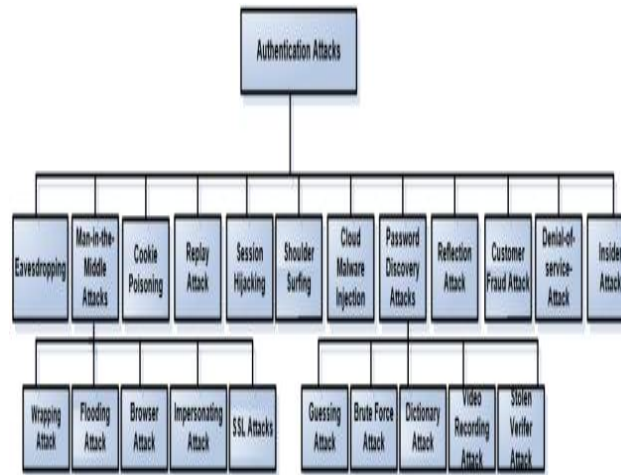 Authentication Attacks
Eavesdropping
Man-in-the-
Middle
Attacks
Cookie
Poisoning
Replay
Attack
Session
Hijacking
Shoulder
Surfing
Cloud
Malware
Injection
Password
Discovery
Attacks
Reflection
Attack
Customer
Fraud Attack
Denial-of-
service-
Attack
Insider
Attack
Wrapping
Attack
Flooding
Attack
Browser
Attack
Impersonating
Attack
SSL Attacks
Guessing
Attack
Brute Force
Attack
Dictionary
Attack
Video
Recording
Attack
Stolen
Verifer
Attack